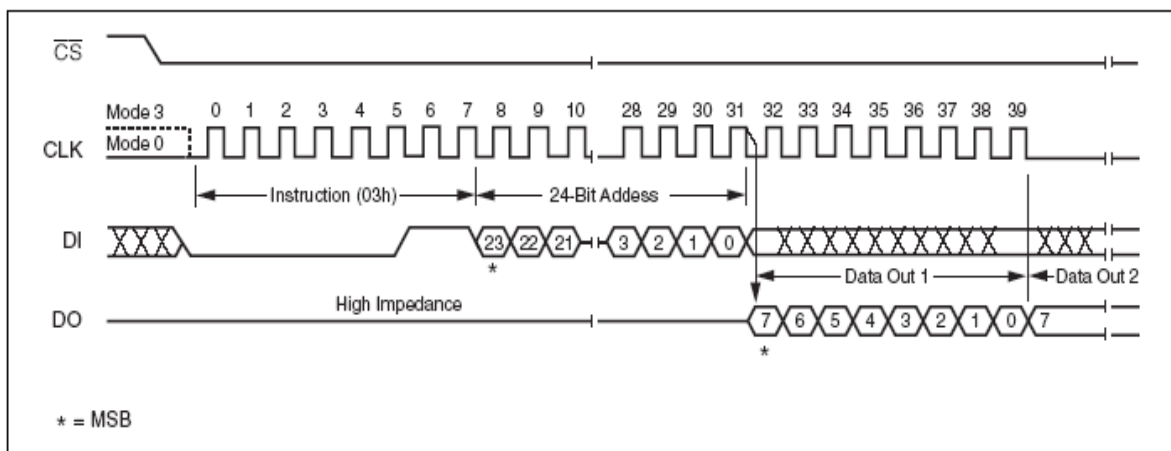 CS
Mode 3 0 1 2 3 4 5 6 7 8 9 10 28 29 30 31 32 33 34 35 36 37 38 39
CLK Mode 0
Instruction (03h) 24-Bit Addess
DI 23 22 21 3 2 1 0
* Data Out 1 Data Out 2
High Impedance
DO 7 6 5 4 3 2 1 0 7
*
* = MSB